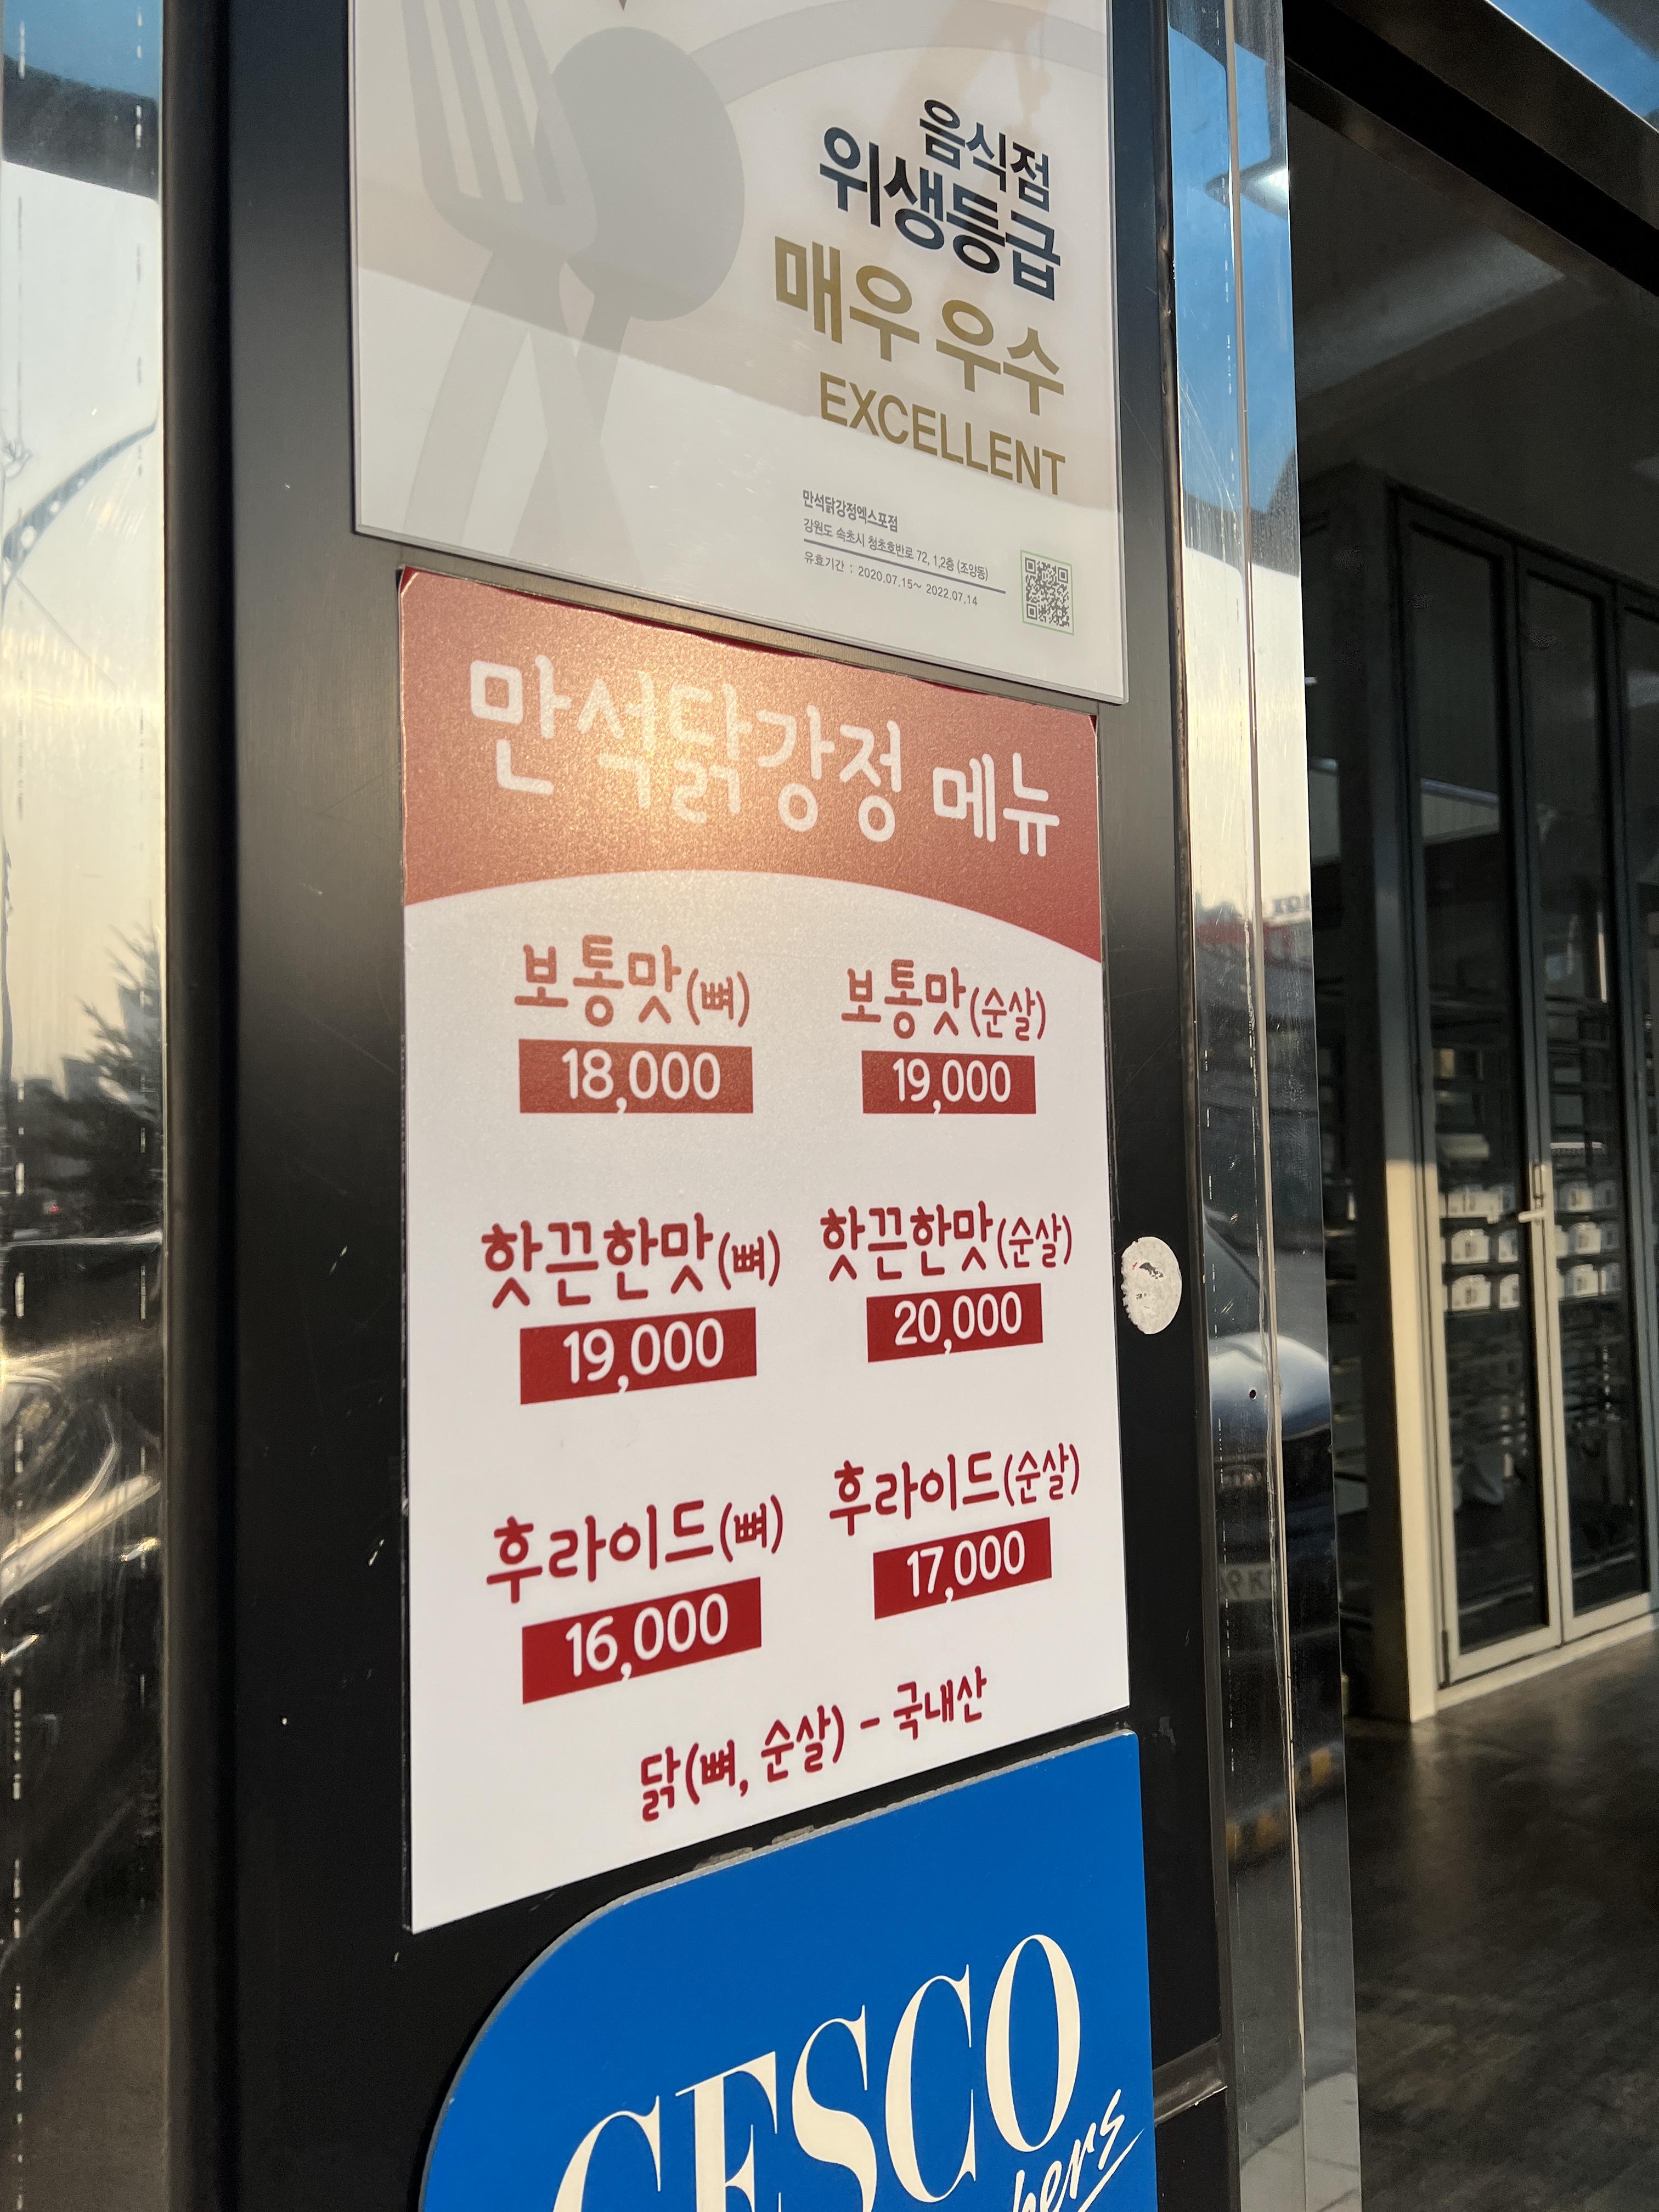 음식점
위생등급
매우 우수
EXCELLENT
만석닭강정엑스포점
강원도 속초시 청초호반로 72, 1,2층 (조양동)
유효기간 : 2020.07.15~ 2022.07.14
만석닭강정 메뉴
보통맛(뼈) 보통맛(순살)
18,000 19,000
핫끈한맛(뼈) 핫끈한맛(순살)
19,000 20,000
후라이드(뼈) 후라이드(순살)
16,000 17,000
닭(뼈, 순살) - 국내산
CESCO